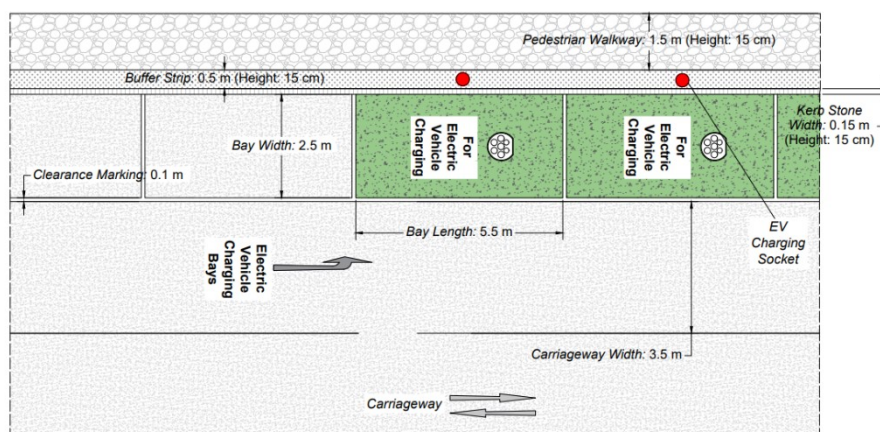 Pedestrian Walkway: 1.5 m (Height: 15 cm)
Buffer Strip: 0.5 m (Height: 15 cm)
Kerb Stone
Width: 0.15 m
(Height: 15 cm)
Bay Width: 2.5 m
For
Electric
Vehicle
Charging
For
Electric
Vehicle
Charging
Clearance Marking: 0.1 m
Bay Length: 5.5 m
EV
Charging
Socket
Electric
Vehicle
Charging
Bays
Carriageway Width: 3.5 m
Carriageway